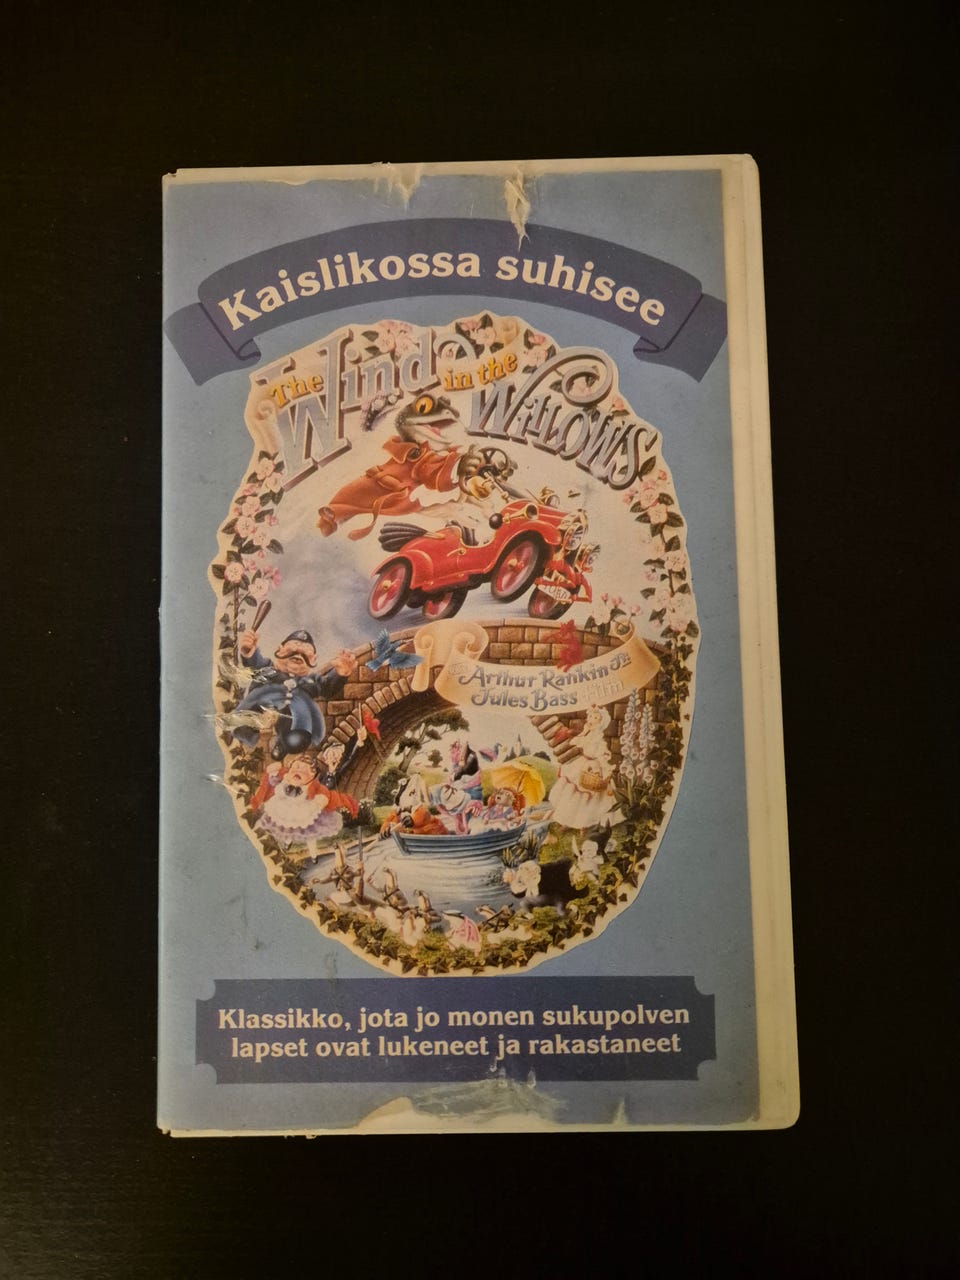 Kaislikossa suhisee
The Wind in the Willows
Arthur Rankin Jr.
Jules Bass Film
Klassikko, jota jo monen sukupolven
lapset ovat lukeneet ja rakastaneet